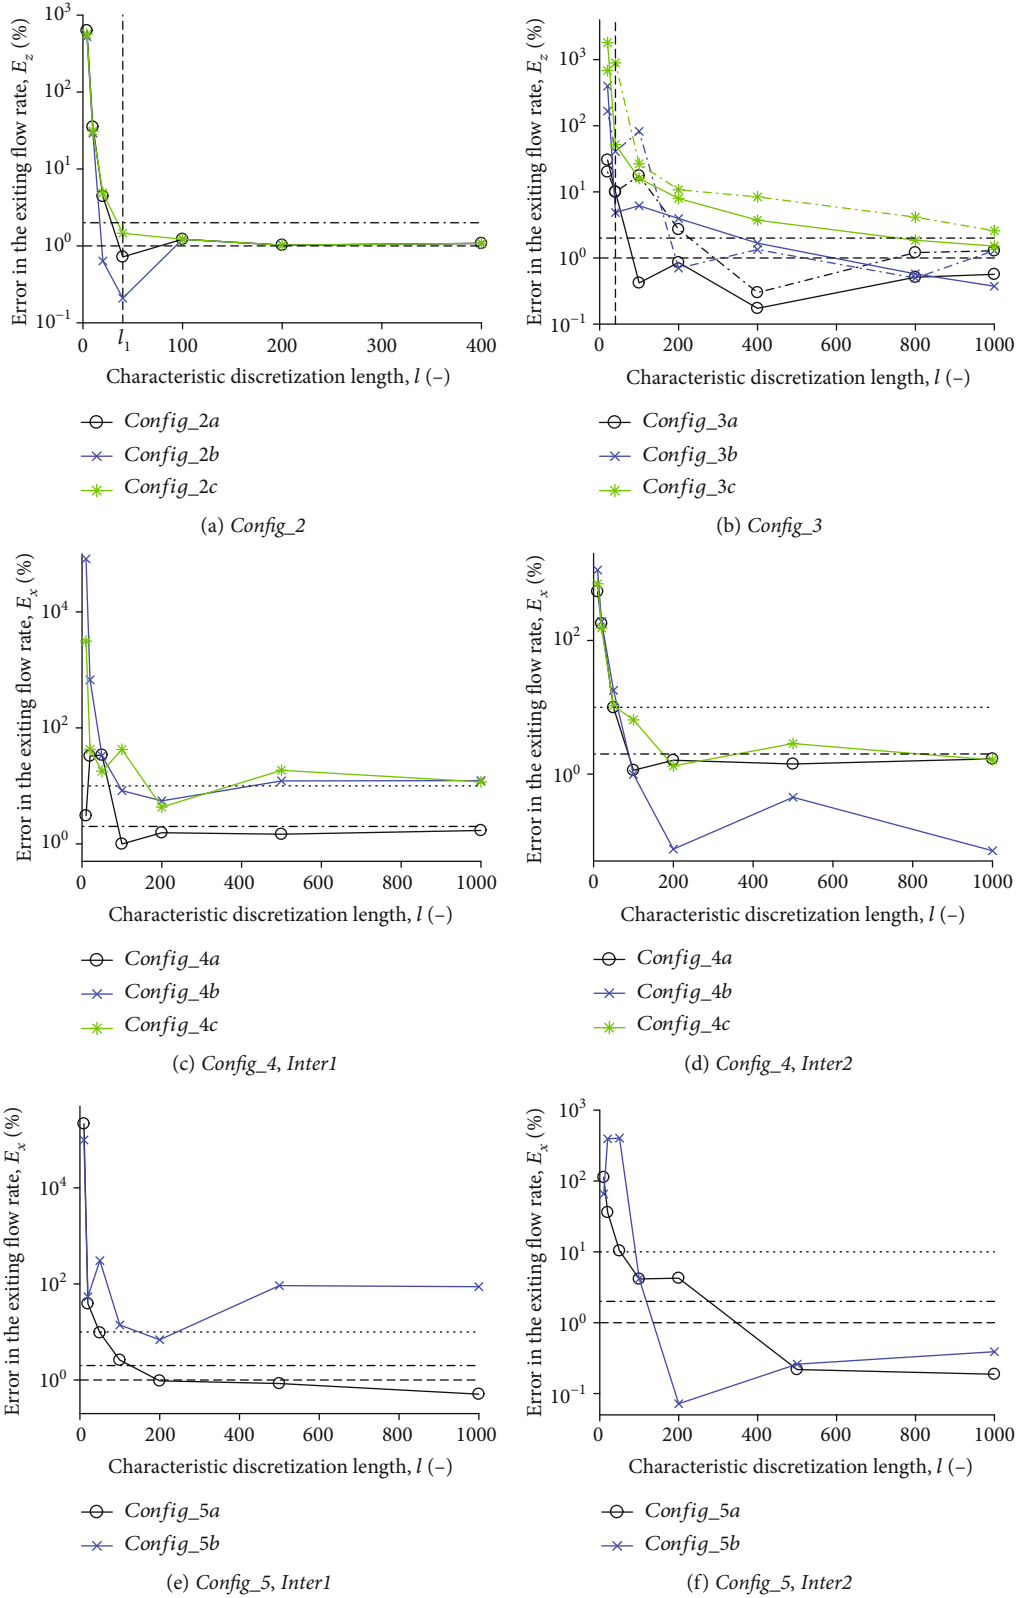 Error in the exiting flow rate, E_z (%)
10^3
10^2
10^1
10^0
10^−1
0
l_1
100
200
300
400
Characteristic discretization length, l (–)
Config_2a
Config_2b
Config_2c
(a) Config_2
Error in the exiting flow rate, E_z (%)
10^3
10^2
10^1
10^0
10^−1
0
200
400
600
800
1000
Characteristic discretization length, l (–)
Config_3a
Config_3b
Config_3c
(b) Config_3
Error in the exiting flow rate, E_x (%)
10^4
10^2
10^0
0
200
400
600
800
1000
Characteristic discretization length, l (–)
Config_4a
Config_4b
Config_4c
(c) Config_4, Inter1
Error in the exiting flow rate, E_x (%)
10^2
10^0
0
200
400
600
800
1000
Characteristic discretization length, l (–)
Config_4a
Config_4b
Config_4c
(d) Config_4, Inter2
Error in the exiting flow rate, E_x (%)
10^4
10^2
10^0
0
200
400
600
800
1000
Characteristic discretization length, l (–)
Config_5a
Config_5b
(e) Config_5, Inter1
Error in the exiting flow rate, E_x (%)
10^3
10^2
10^1
10^0
10^−1
0
200
400
600
800
1000
Characteristic discretization length, l (–)
Config_5a
Config_5b
(f) Config_5, Inter2